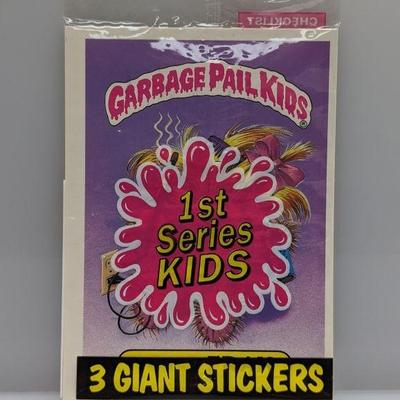 CHECKLIST
GARBAGE PAIL KIDS®
1st
Series
KIDS
3 GIANT STICKERS